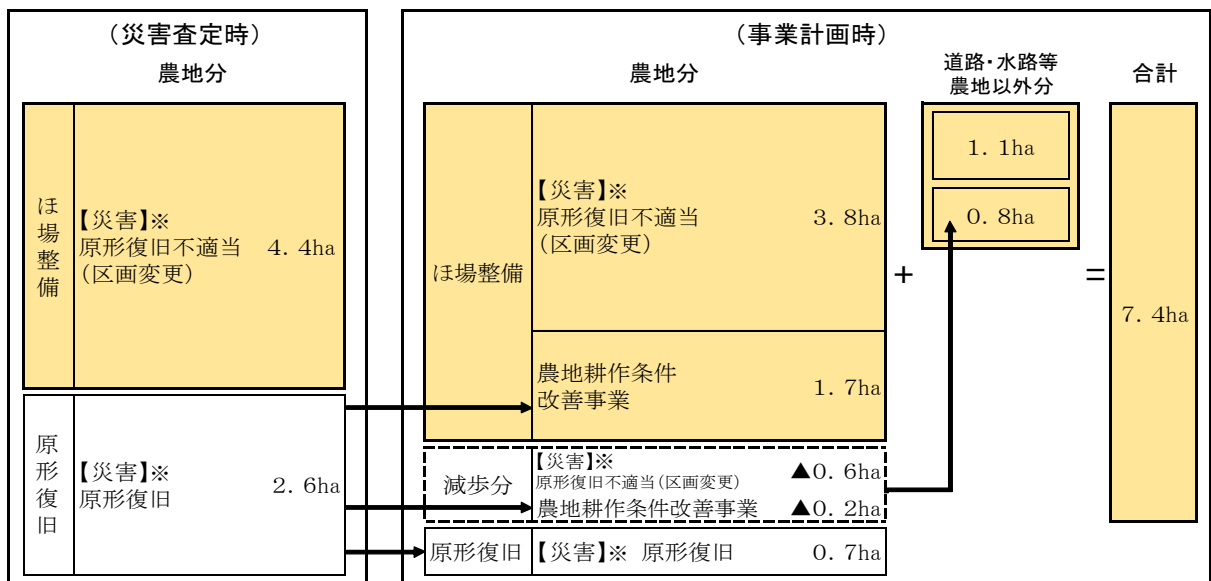 (災害査定時)
農地分
ほ場整備
【災害】※
原形復旧不適当 4.4ha
(区画変更)
原形復旧
【災害】※
原形復旧 2.6ha
(事業計画時)
農地分
ほ場整備
【災害】※
原形復旧不適当 3.8ha
(区画変更)
農地耕作条件
改善事業 1.7ha
減歩分
【災害】※
原形復旧不適当(区画変更) ▲0.6ha
農地耕作条件改善事業 ▲0.2ha
原形復旧 【災害】※ 原形復旧 0.7ha
+
道路・水路等
農地以外分
1.1ha
0.8ha
=
合計
7.4ha